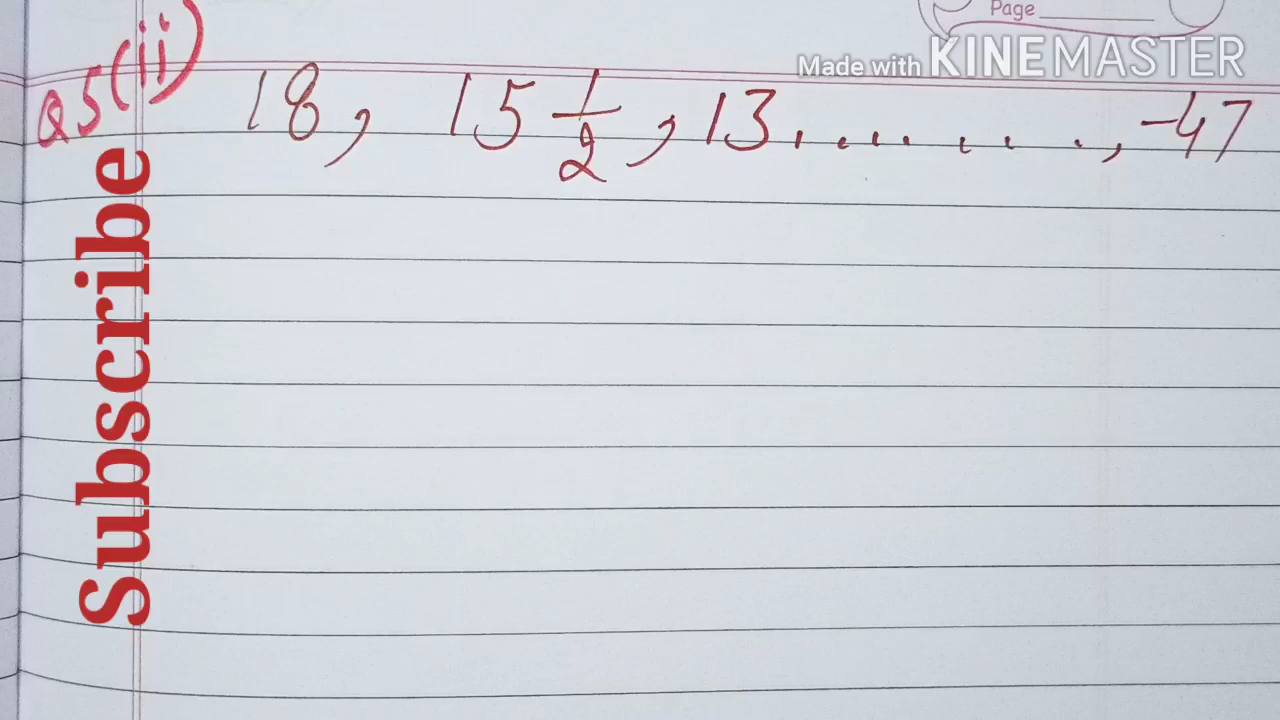 Page
Made with KINEMASTER
Q5(ii) 18, 15 1/2, 13. . . . . . . ., -47
Subscribe